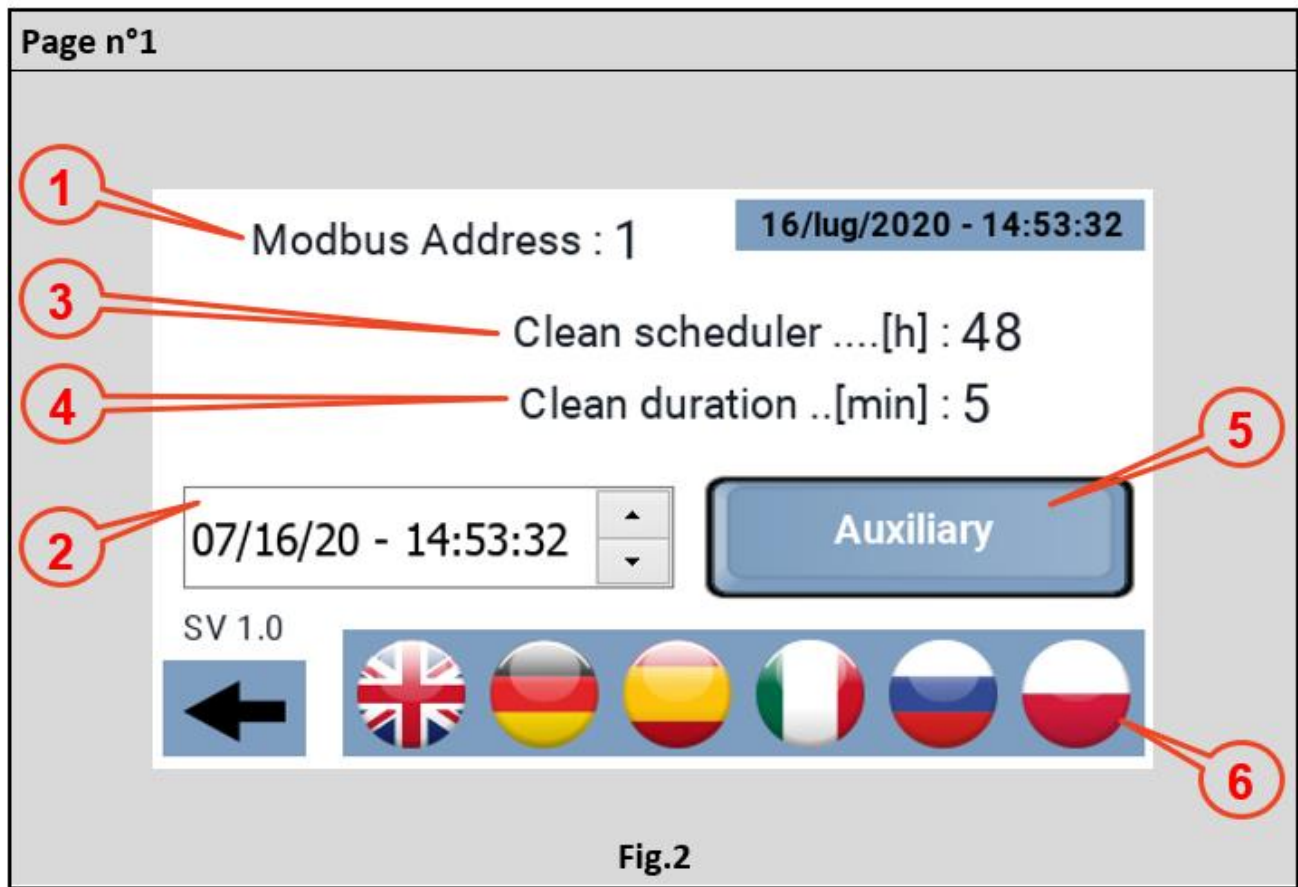 Page n°1
1
Modbus Address : 1
16/lug/2020 - 14:53:32
3
Clean scheduler ....[h] : 48
4
Clean duration ..[min] : 5
5
2
07/16/20 - 14:53:32
Auxiliary
SV 1.0
6
Fig.2